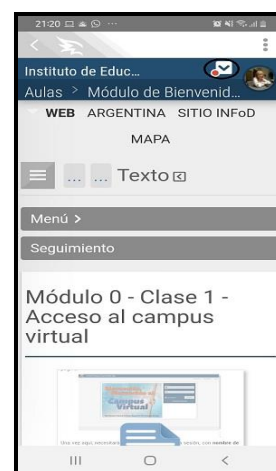 21:20
Instituto de Educ...
Aulas > Módulo de Bienvenid...
WEB ARGENTINA SITIO INFoD
MAPA
... ... Texto
Menú >
Seguimiento
Módulo 0 - Clase 1 -
Acceso al campus
virtual
Campus
Virtual